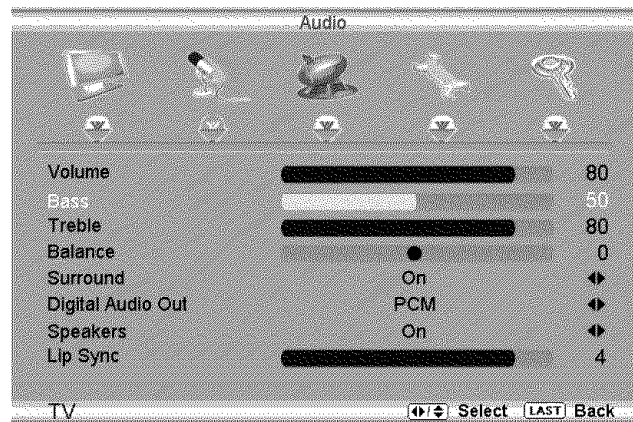 Audio
Volume 80
Bass 50
Treble 80
Balance 0
Surround On
Digital Audio Out PCM
Speakers On
Lip Sync 4
TV Select LAST Back